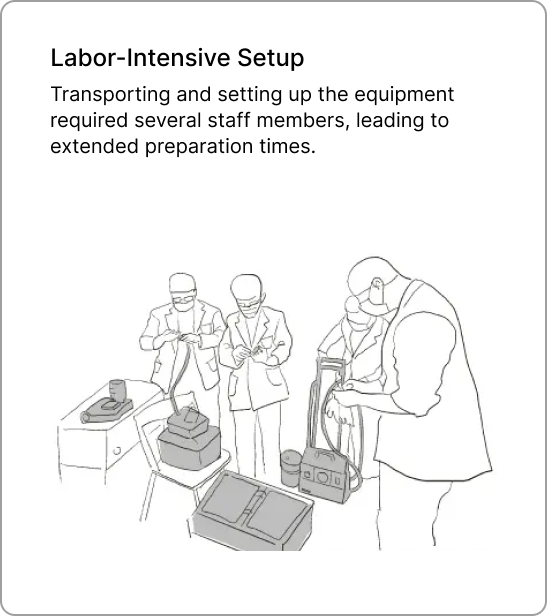 Labor-Intensive Setup
Transporting and setting up the equipment
required several staff members, leading to
extended preparation times.